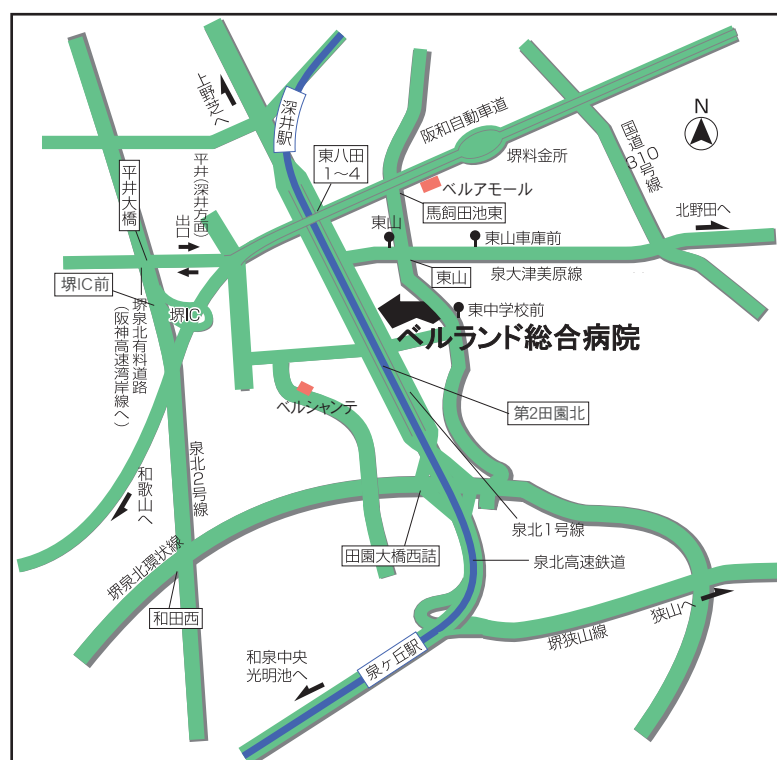 上野芝へ
深井駅
阪和自動車道
N
国道310号線
堺料金所
東八田
1〜4
ベルアモール
馬飼田池東
平井大橋
平井(深井方面)
出口
東山
東山車庫前
北野田へ
東山
泉大津美原線
堺IC前
堺IC
東中学校前
ベルランド総合病院
堺泉北有料道路
(阪神高速湾岸線へ)
ベルシャンテ
第2田園北
泉北2号線
和歌山へ
泉北1号線
田園大橋西詰
泉北高速鉄道
堺泉北環状線
和田西
狭山へ
堺狭山線
和泉中央
光明池へ
泉ヶ丘駅